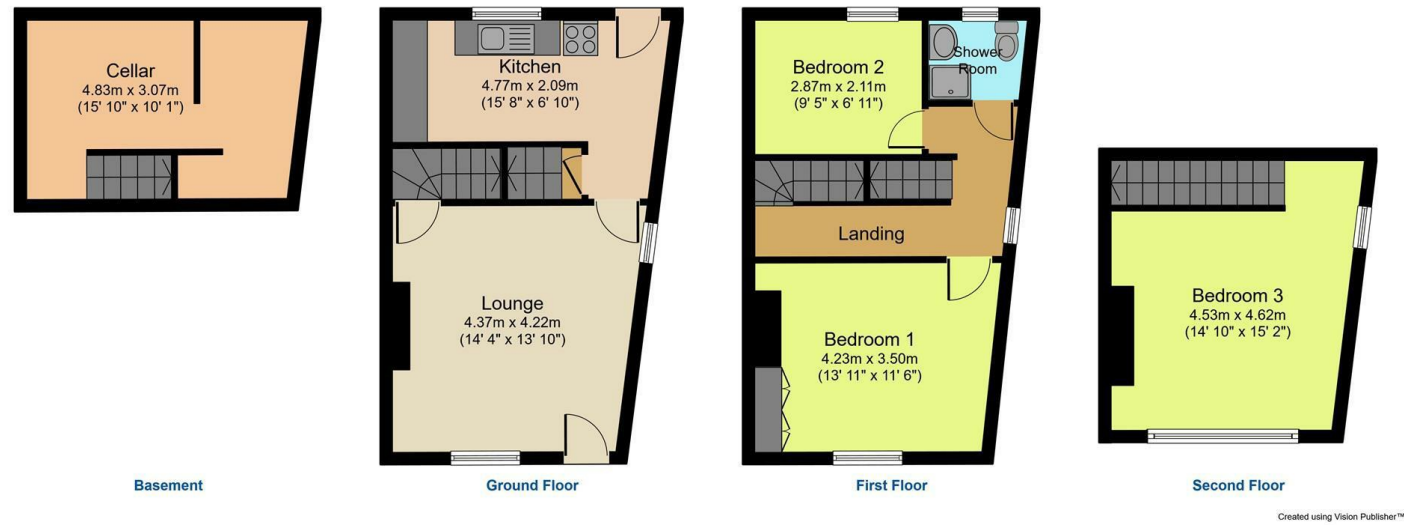 Cellar
4.83m x 3.07m
(15' 10" x 10' 1")
Basement
Kitchen
4.77m x 2.09m
(15' 8" x 6' 10")
Lounge
4.37m x 4.22m
(14' 4" x 13' 10")
Ground Floor
Bedroom 2
2.87m x 2.11m
(9' 5" x 6' 11")
Shower
Room
Landing
Bedroom 1
4.23m x 3.50m
(13' 11" x 11' 6")
First Floor
Bedroom 3
4.53m x 4.62m
(14' 10" x 15' 2")
Second Floor
Created using Vision Publisher™